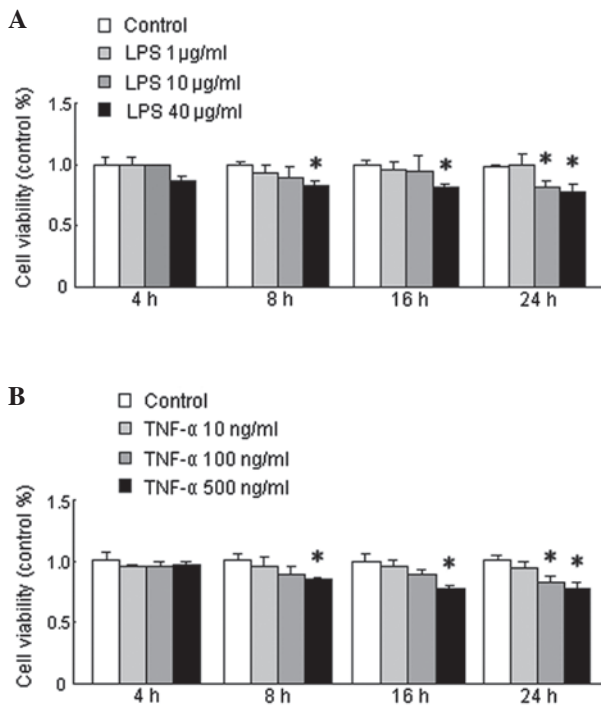 A
Control
LPS 1 µg/ml
LPS 10 µg/ml
LPS 40 µg/ml
Cell viability (control %)
1.5
1.0
0.5
0
* * * *
4 h 8 h 16 h 24 h
B
Control
TNF-α 10 ng/ml
TNF-α 100 ng/ml
TNF-α 500 ng/ml
Cell viability (control %)
1.5
1.0
0.5
0
* * * *
4 h 8 h 16 h 24 h